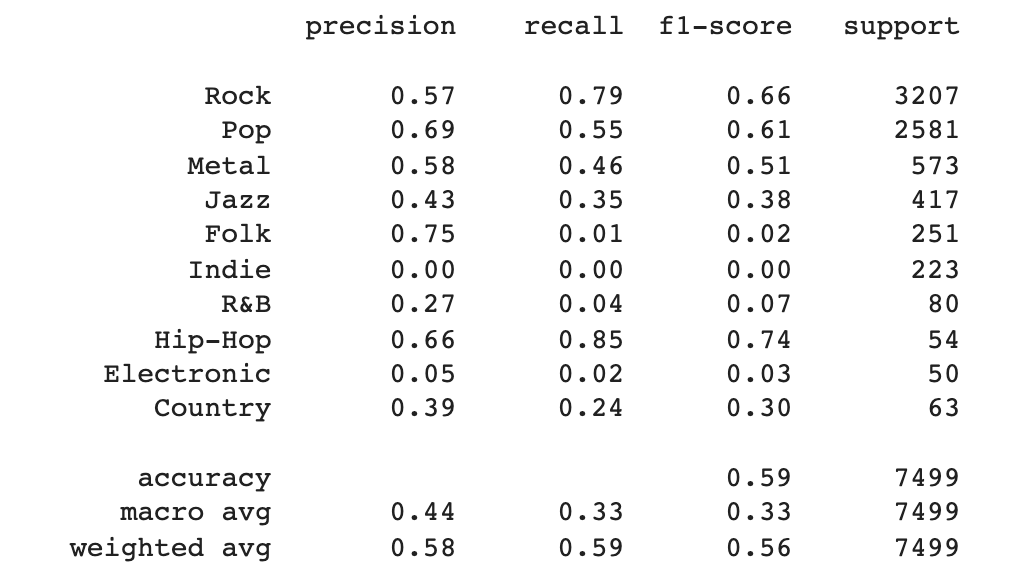 precision recall f1-score support
Rock 0.57 0.79 0.66 3207
Pop 0.69 0.55 0.61 2581
Metal 0.58 0.46 0.51 573
Jazz 0.43 0.35 0.38 417
Folk 0.75 0.01 0.02 251
Indie 0.00 0.00 0.00 223
R&B 0.27 0.04 0.07 80
Hip-Hop 0.66 0.85 0.74 54
Electronic 0.05 0.02 0.03 50
Country 0.39 0.24 0.30 63
accuracy 0.59 7499
macro avg 0.44 0.33 0.33 7499
weighted avg 0.58 0.59 0.56 7499